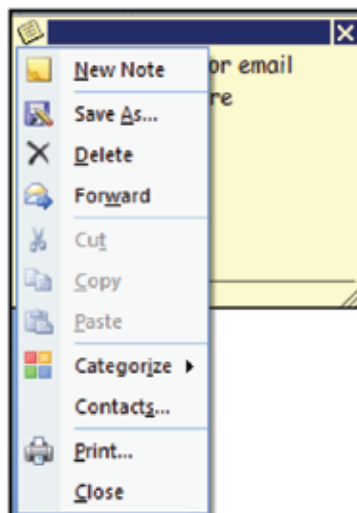 New Note
or email
Save As...
re
Delete
Forward
Cut
Copy
Paste
Categorize
Contacts...
Print...
Close